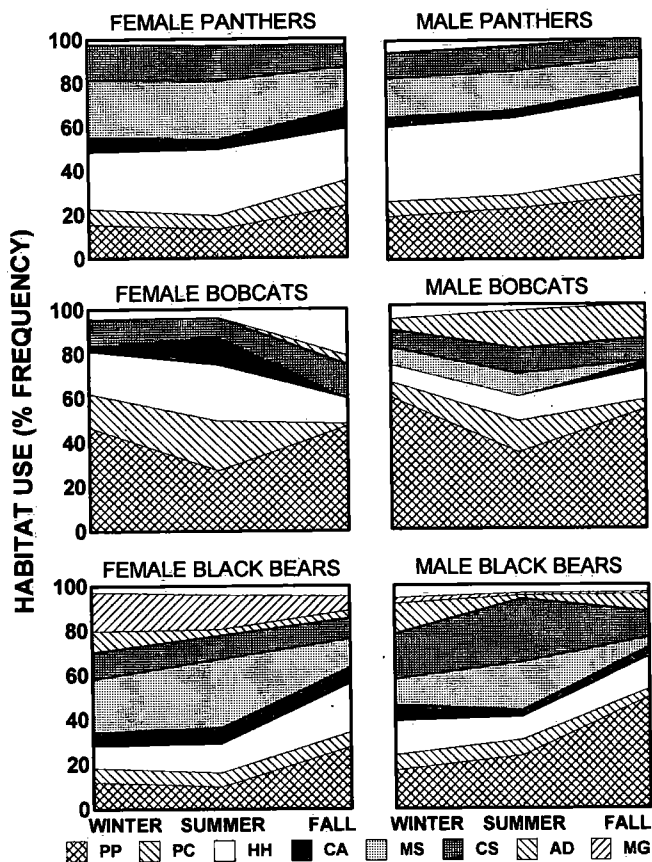 FEMALE PANTHERS
MALE PANTHERS
100
80
60
40
20
0
FEMALE BOBCATS
MALE BOBCATS
100
80
60
40
20
0
FEMALE BLACK BEARS
MALE BLACK BEARS
100
80
60
40
20
0
HABITAT USE (% FREQUENCY)
WINTER SUMMER FALL
WINTER SUMMER FALL
PP PC HH CA MS CS AD MG